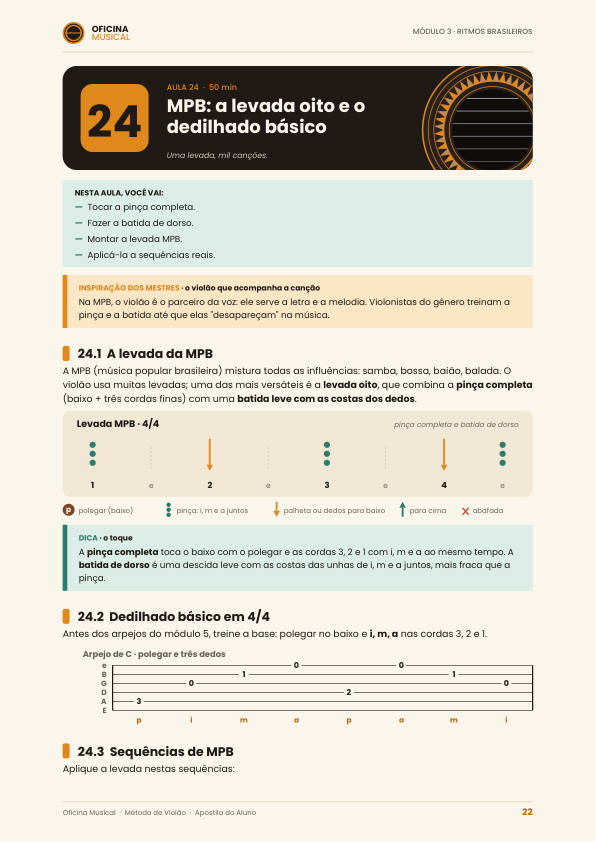 OFICINA
MUSICAL
MÓDULO 3 · RITMOS BRASILEIROS
24
AULA 24 · 50 min
MPB: a levada oito e o
dedilhado básico
Uma levada, mil canções.
NESTA AULA, VOCÊ VAI:
— Tocar a pinça completa.
— Fazer a batida de dorso.
— Montar a levada MPB.
— Aplicá-la a sequências reais.
INSPIRAÇÃO DOS MESTRES · o violão que acompanha a canção
Na MPB, o violão é o parceiro da voz: ele serve a letra e a melodia. Violonistas do gênero treinam a
pinça e a batida até que elas "desapareçam" na música.
24.1 A levada da MPB
A MPB (música popular brasileira) mistura todas as influências: samba, bossa, baião, balada. O
violão usa muitas levadas; uma das mais versáteis é a levada oito, que combina a pinça completa
(baixo + três cordas finas) com uma batida leve com as costas dos dedos.
Levada MPB · 4/4
pinça completa e batida de dorso
1 e 2 e 3 e 4 e
p polegar (baixo) pinça: i, m e a juntos palheta ou dedos para baixo para cima abafada
DICA · o toque
A pinça completa toca o baixo com o polegar e as cordas 3, 2 e 1 com i, m e a ao mesmo tempo. A
batida de dorso é uma descida leve com as costas das unhas de i, m e a juntos, mais fraca que a
pinça.
24.2 Dedilhado básico em 4/4
Antes dos arpejos do módulo 5, treine a base: polegar no baixo e i, m, a nas cordas 3, 2 e 1.
Arpejo de C · polegar e três dedos
e 0 0
B 1 1
G 0 0
D 2
A 3
E
p i m a p a m i
24.3 Sequências de MPB
Aplique a levada nestas sequências:
Oficina Musical · Método de Violão · Apostila do Aluno
22